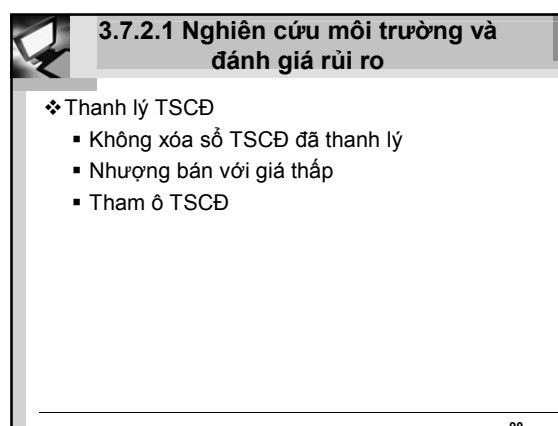 3.7.2.1 Nghiên cứu môi trường và
đánh giá rủi ro
❖Thanh lý TSCĐ
▪ Không xóa sổ TSCĐ đã thanh lý
▪ Nhượng bán với giá thấp
▪ Tham ô TSCĐ